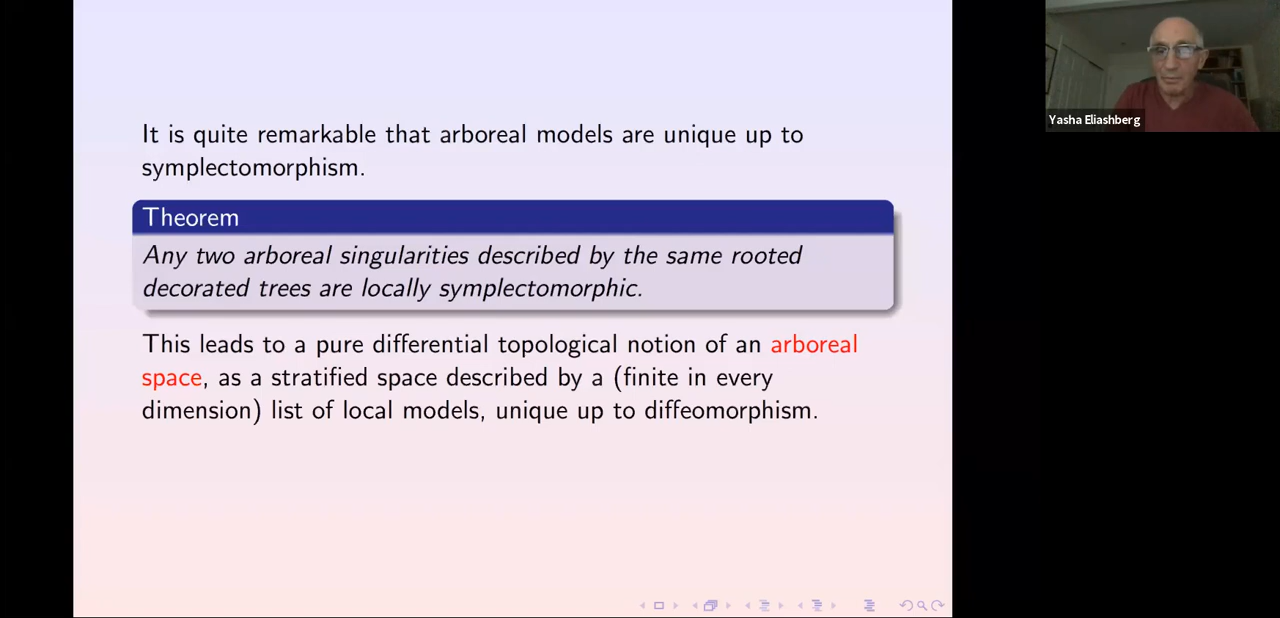 It is quite remarkable that arboreal models are unique up to
symplectomorphism.
Theorem
Any two arboreal singularities described by the same rooted
decorated trees are locally symplectomorphic.
This leads to a pure differential topological notion of an arboreal
space, as a stratified space described by a (finite in every
dimension) list of local models, unique up to diffeomorphism.
Yasha Eliashberg